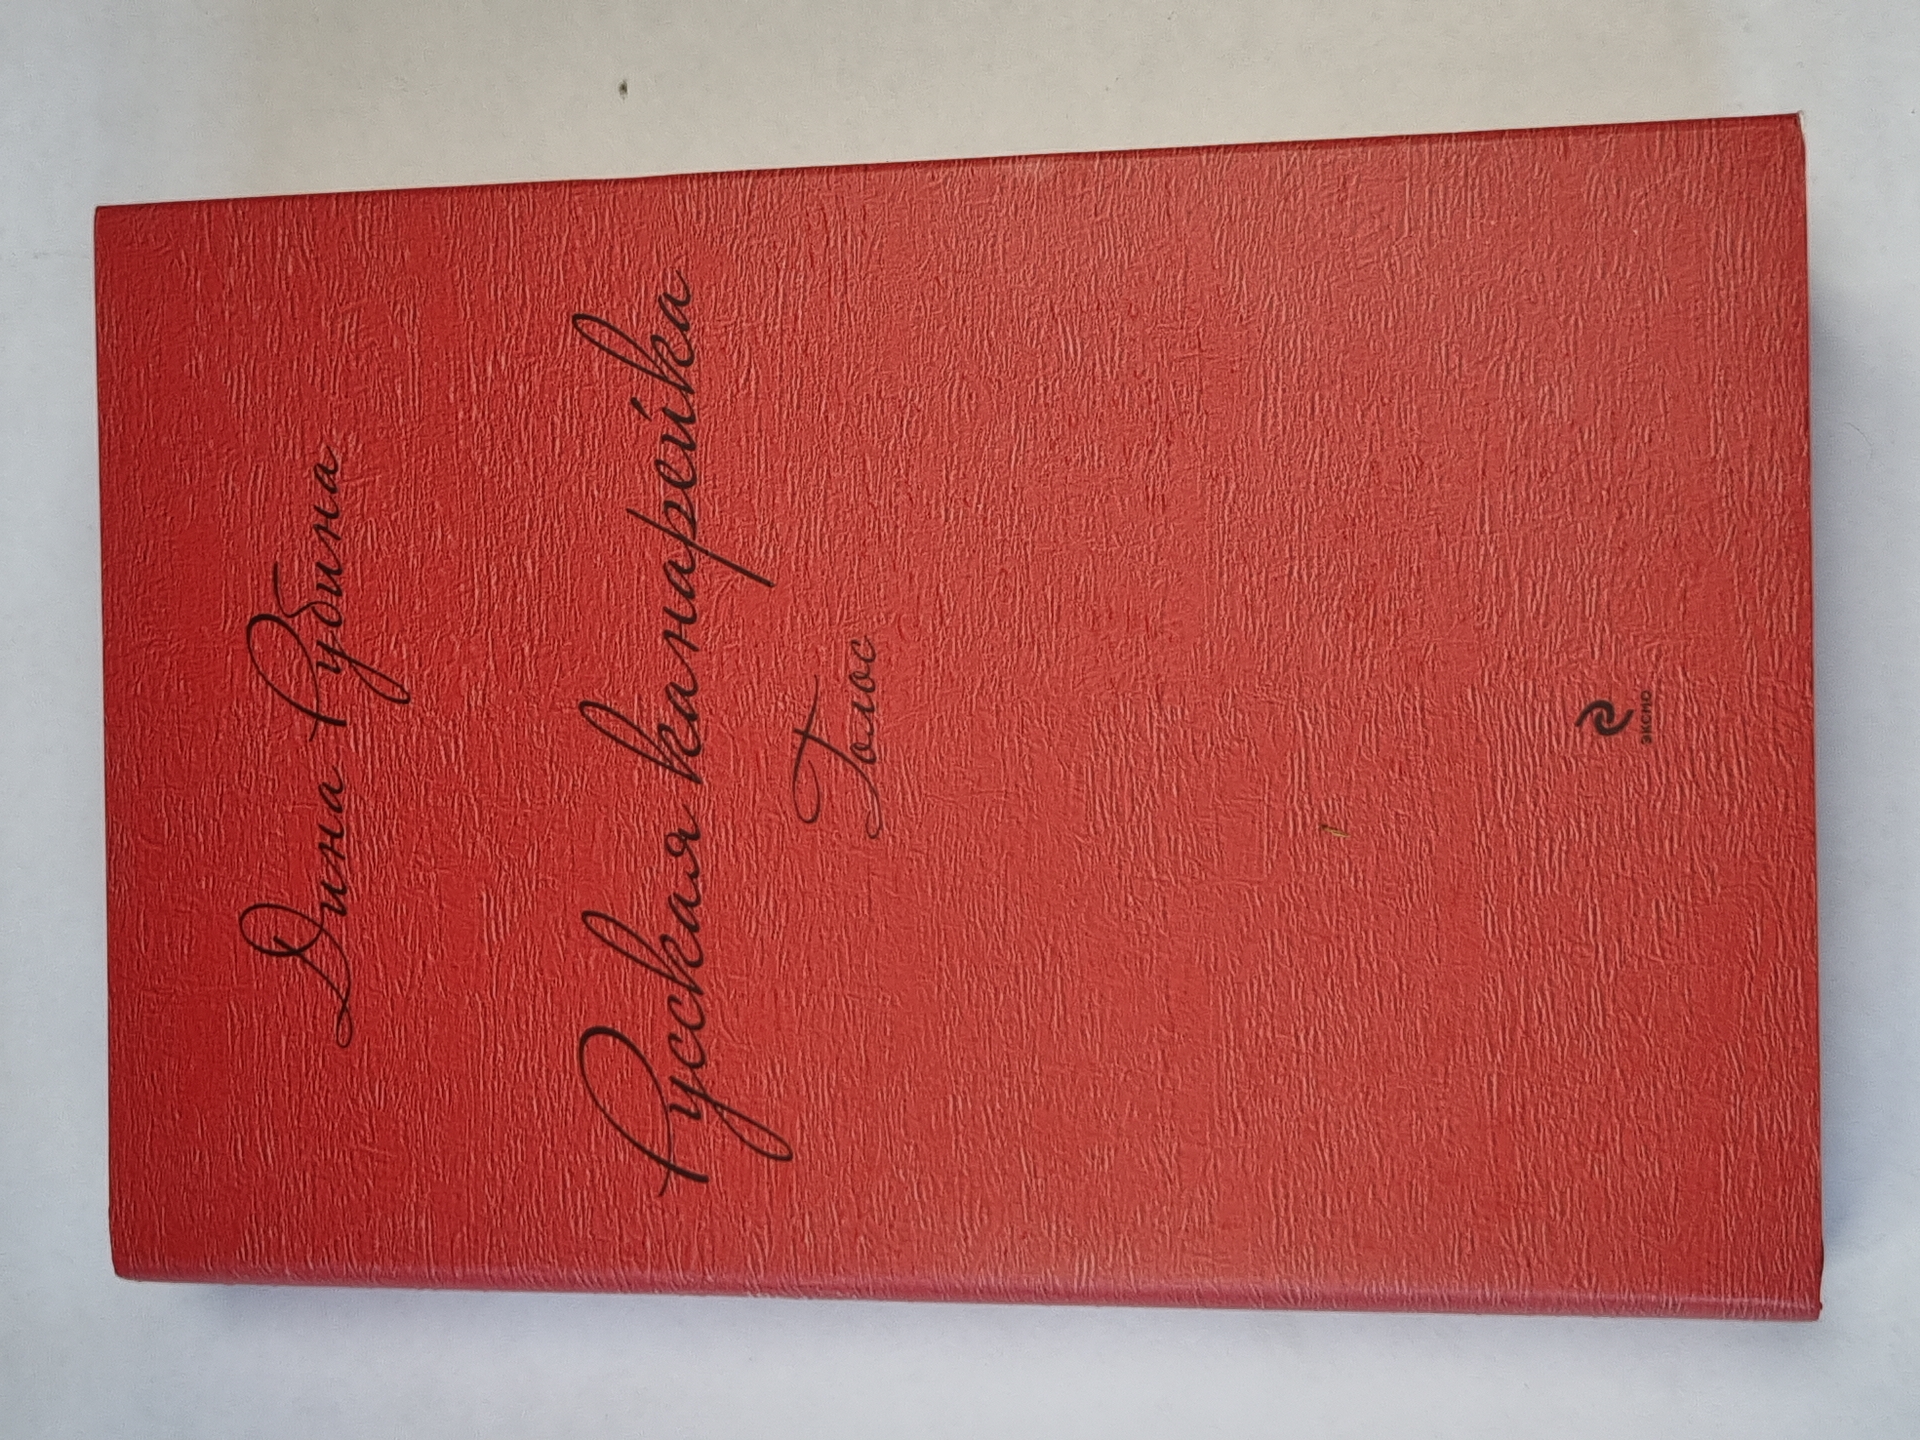 Дина Рубина
Русская канарейка
Голос
ЭКСМО